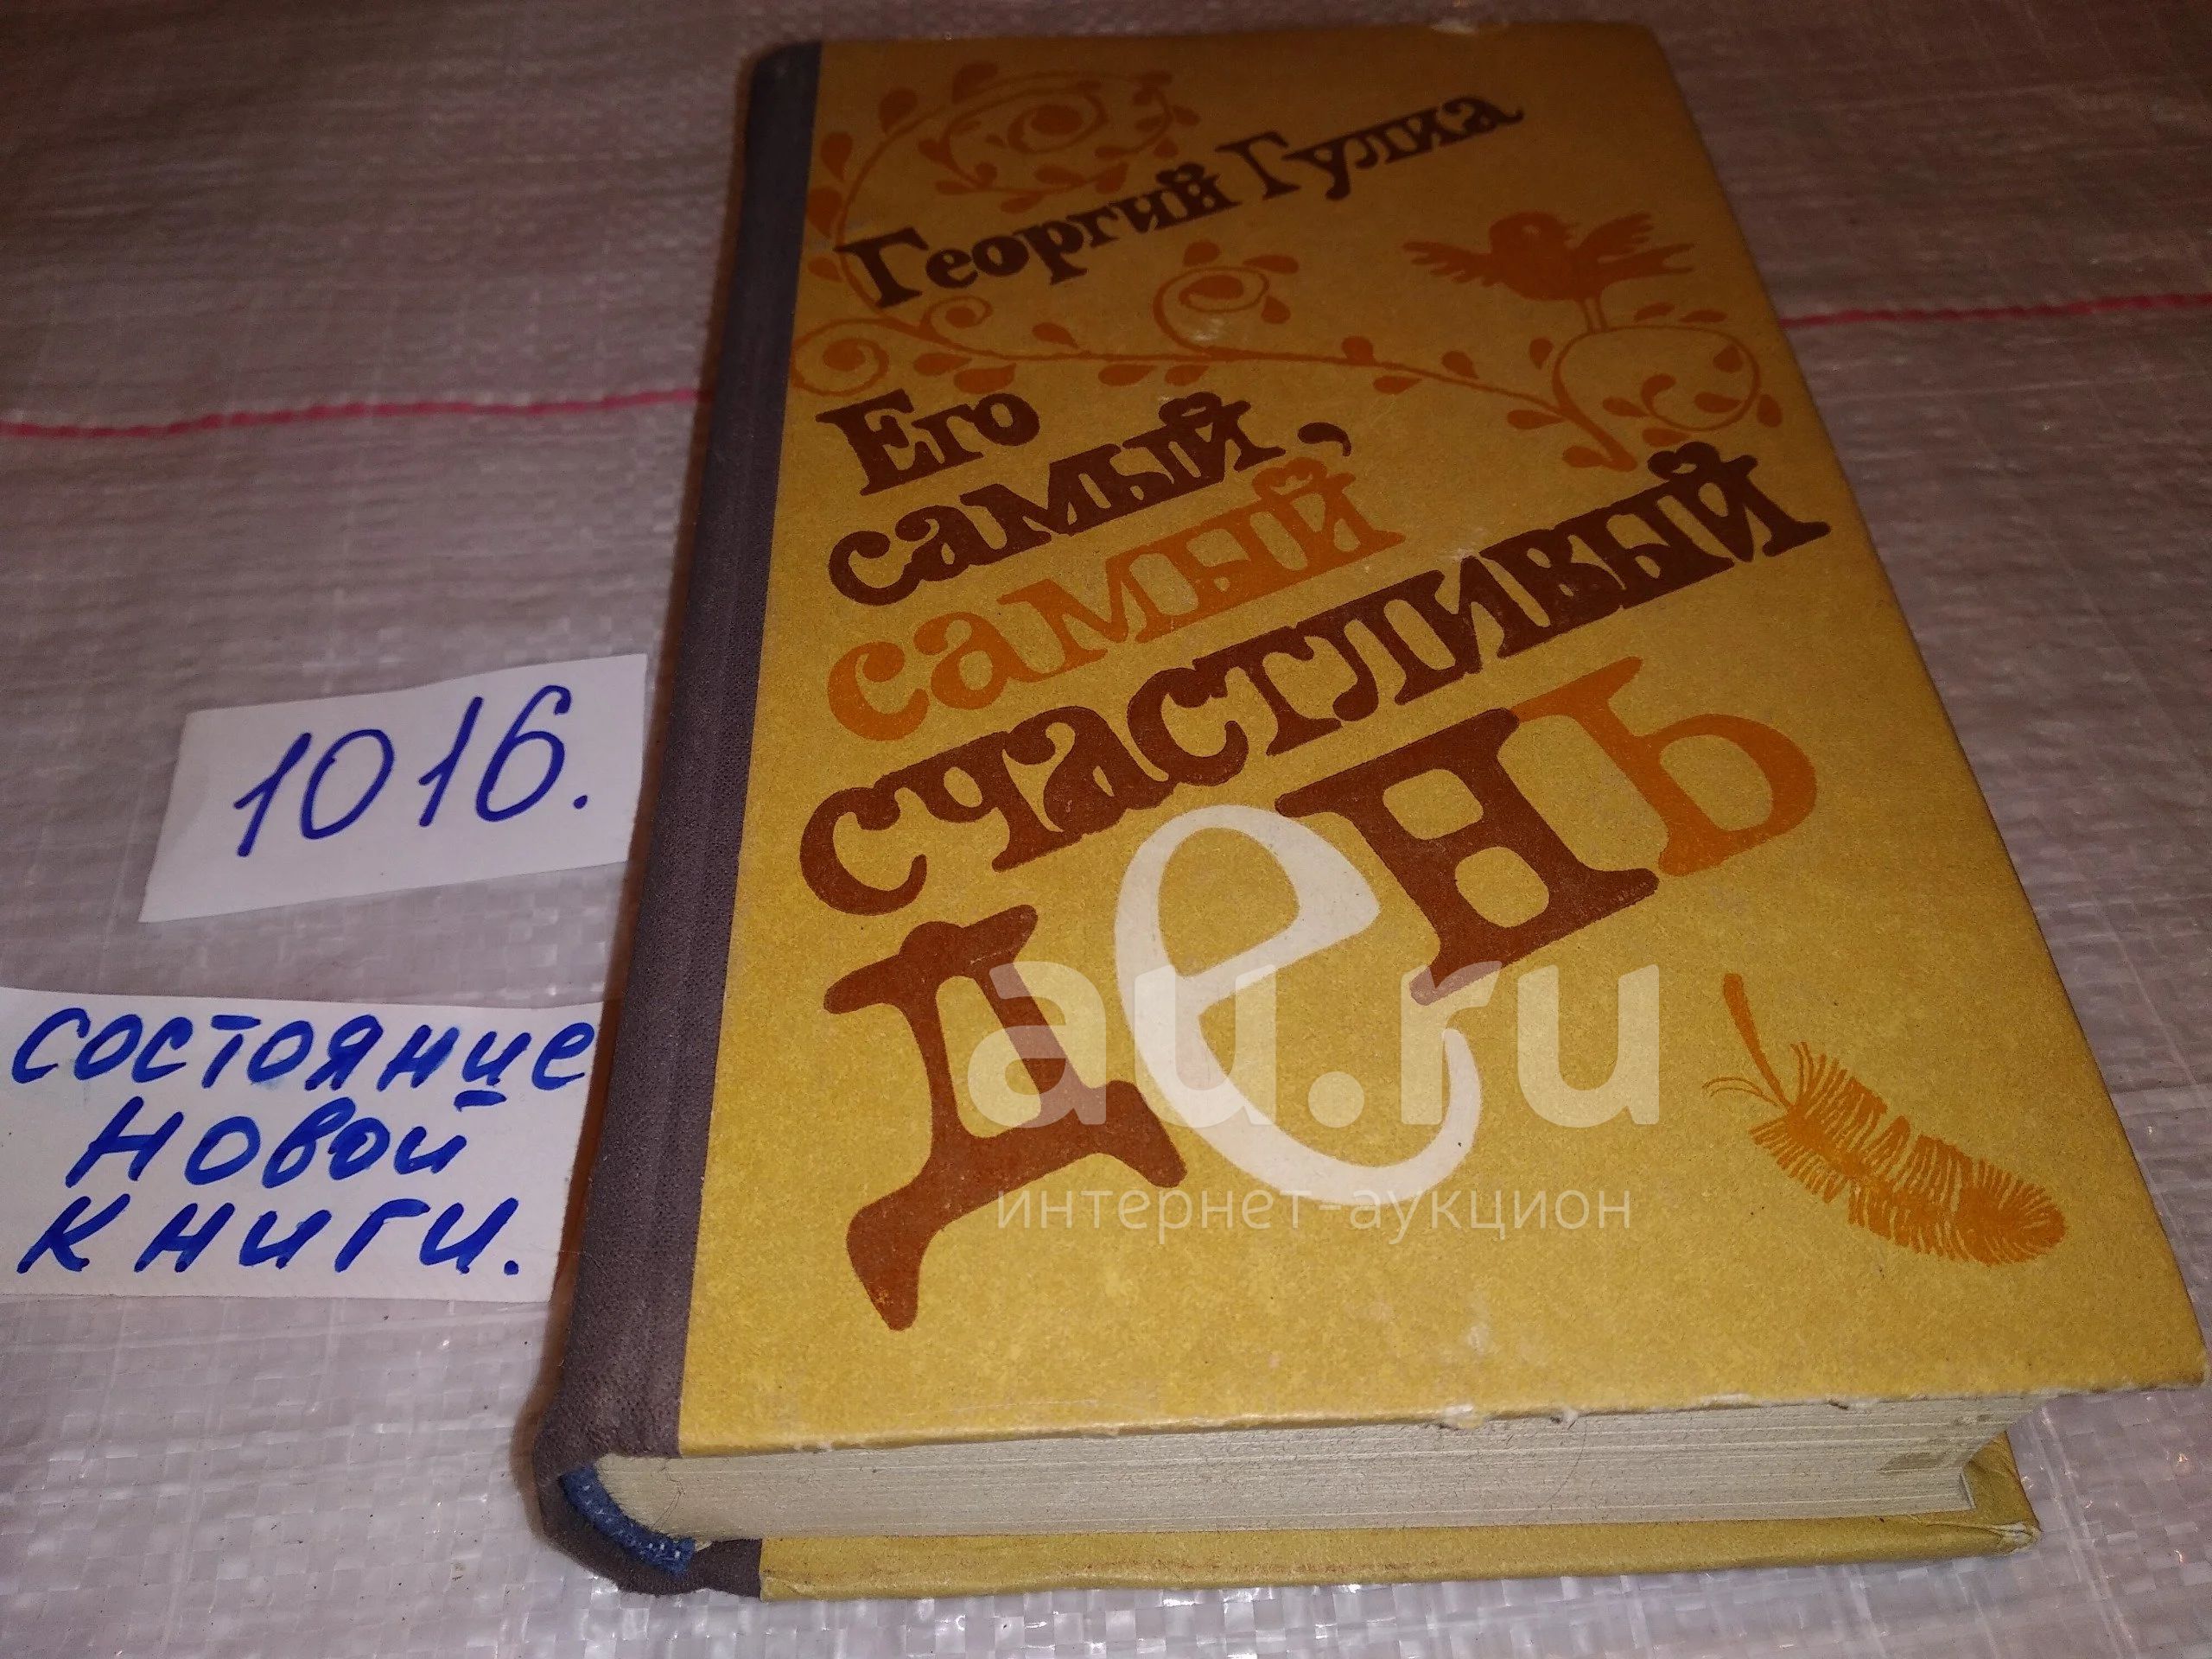 Георгий Гулиа
Его
самый,
самый
счастливый
день
1016.
состояние
новой
книги.
au.ru
интернет-аукцион